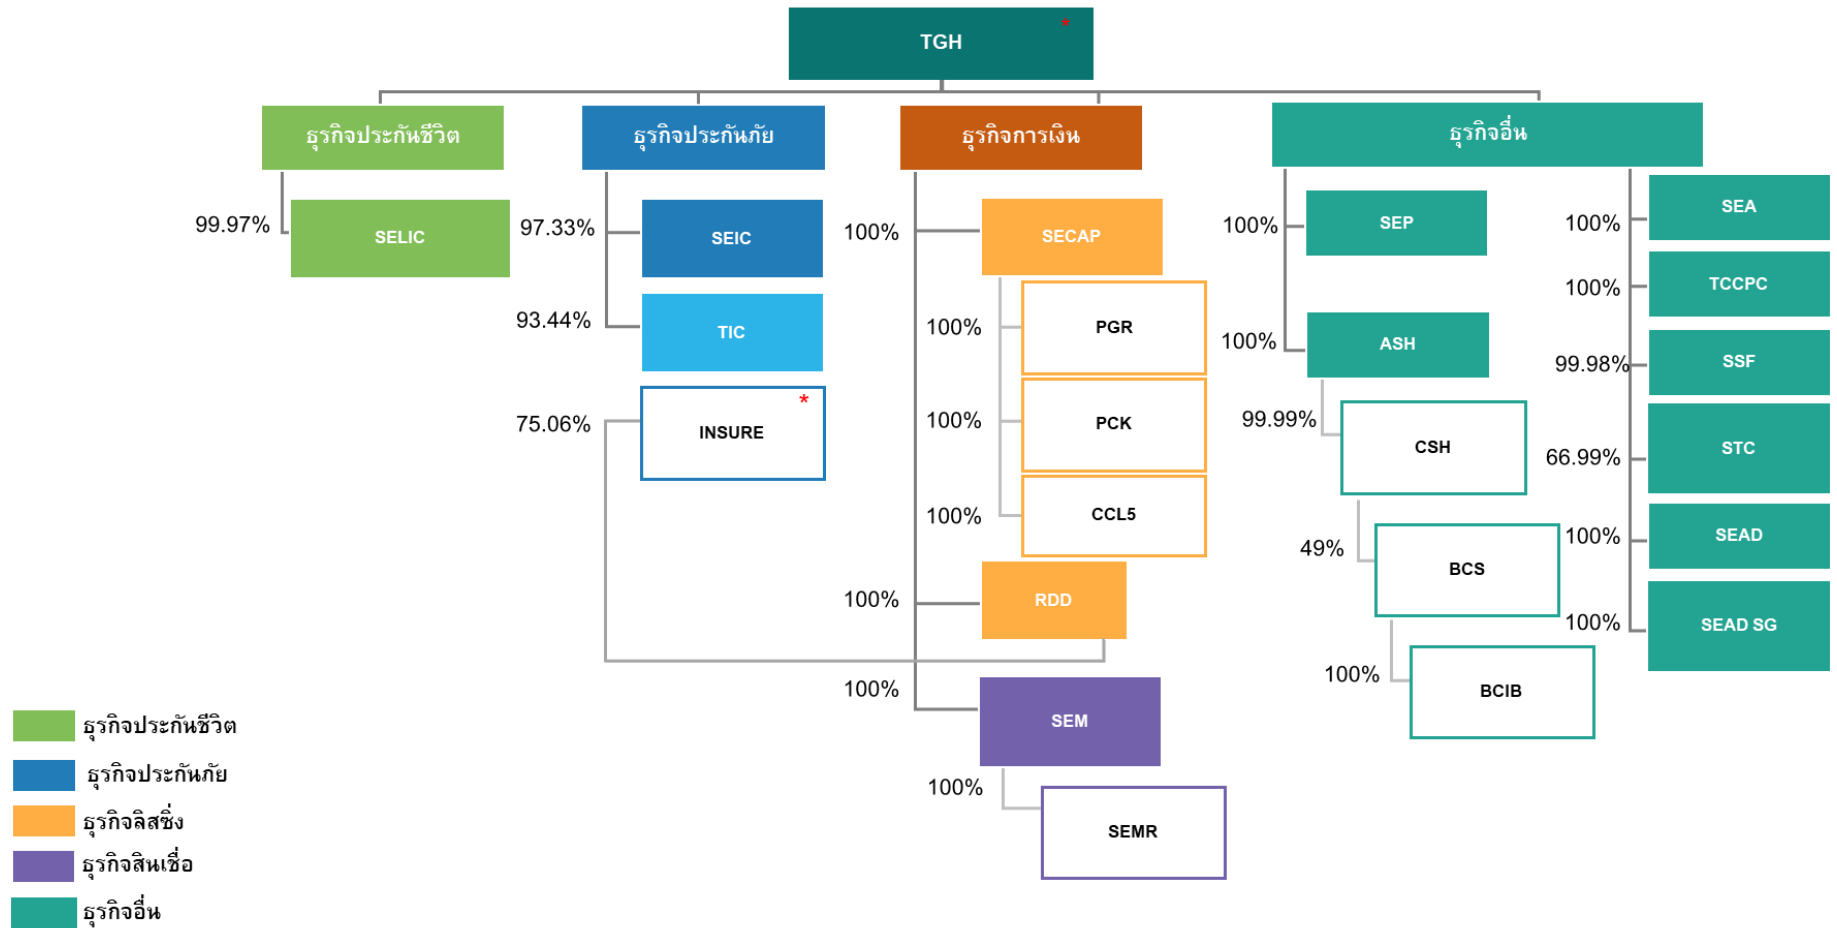 TGH *
ธุรกิจประกันชีวิต
99.97%
SELIC
ธุรกิจประกันภัย
97.33%
SEIC
93.44%
TIC
75.06%
INSURE *
ธุรกิจการเงิน
100%
SECAP
100%
PGR
100%
PCK
100%
CCL5
100%
RDD
100%
SEM
100%
SEMR
ธุรกิจอื่น
100%
SEP
100%
ASH
99.99%
CSH
49%
BCS
100%
BCIB
100%
SEA
100%
TCCPC
99.98%
SSF
66.99%
STC
100%
SEAD
100%
SEAD SG
ธุรกิจประกันชีวิต
ธุรกิจประกันภัย
ธุรกิจลิสซิ่ง
ธุรกิจสินเชื่อ
ธุรกิจอื่น